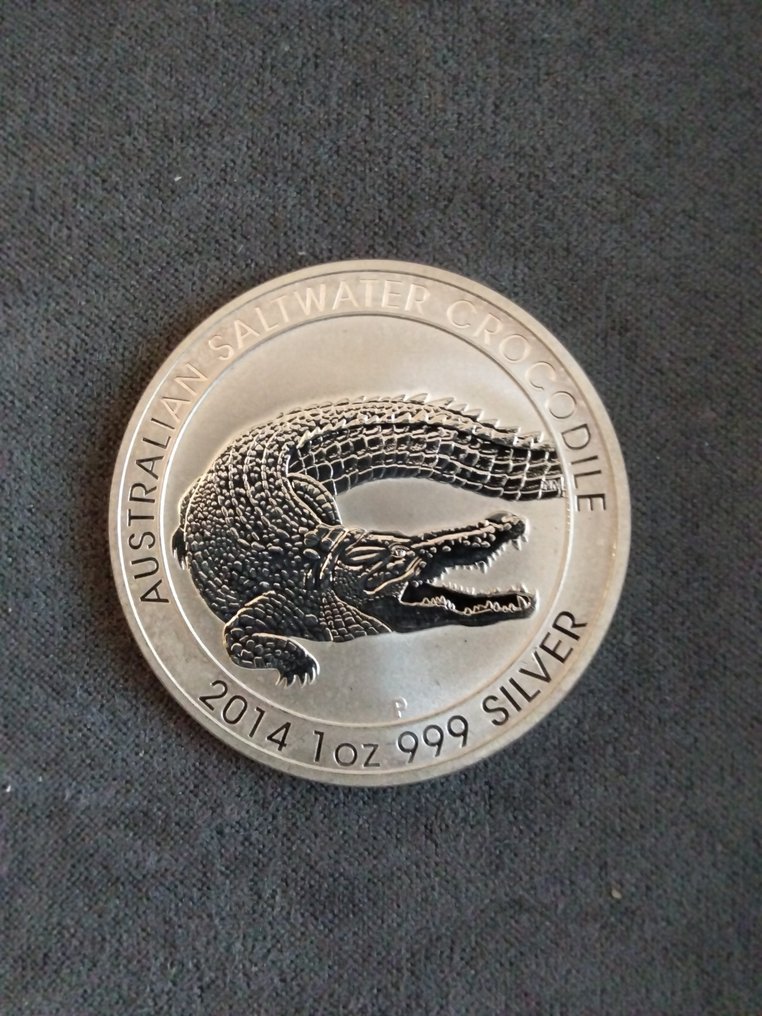 AUSTRALIAN SALTWATER CROCODILE
P
2014 1oz 999 SILVER